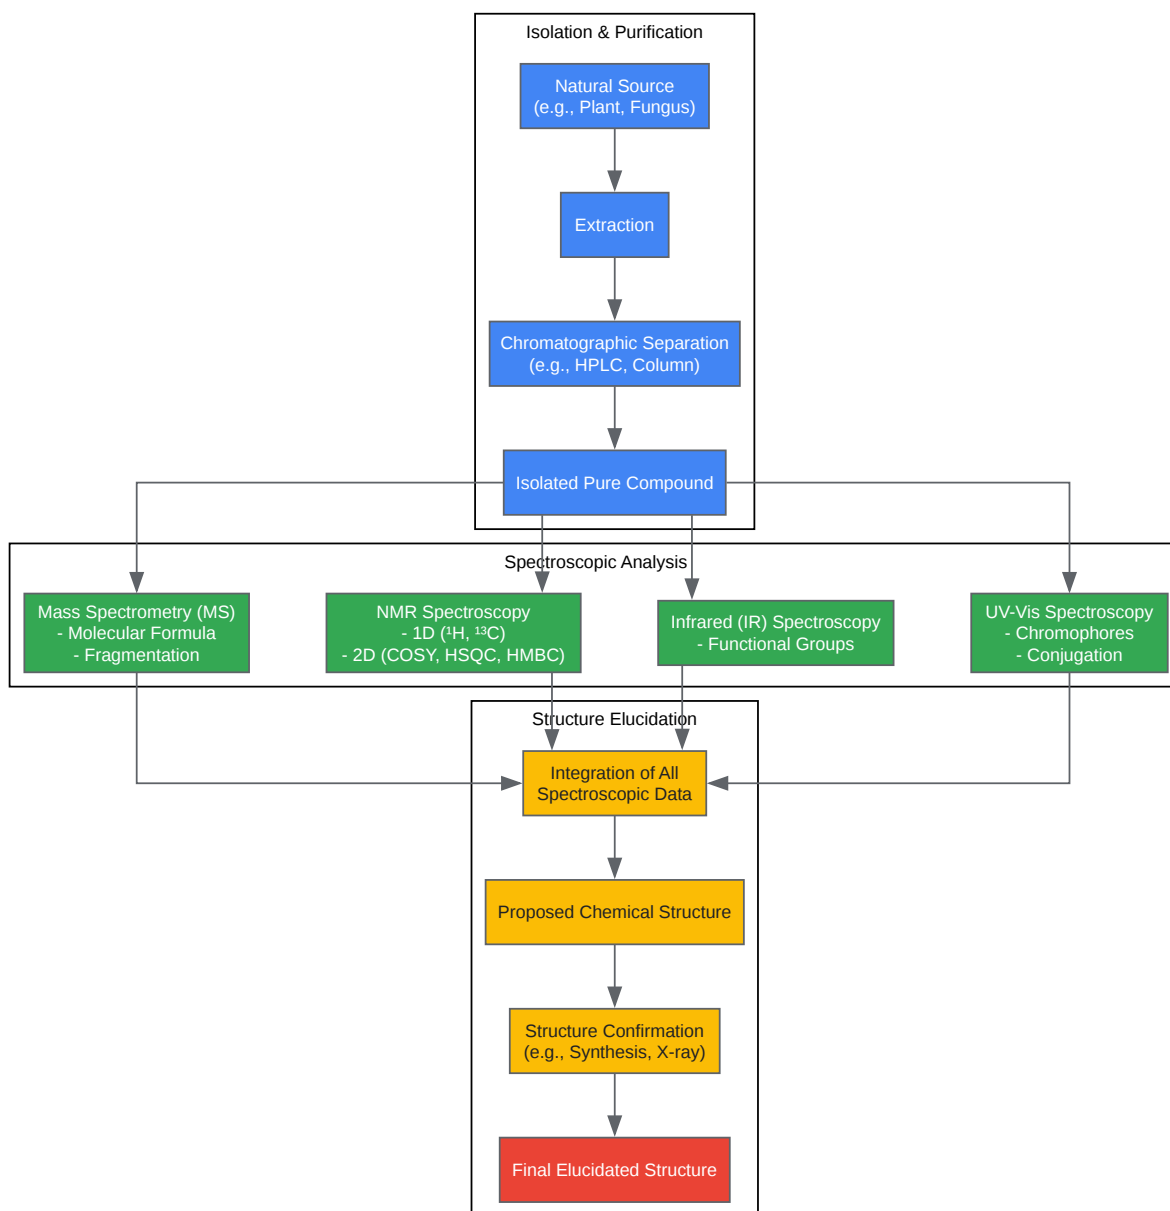 Isolation & Purification
Natural Source
(e.g., Plant, Fungus)
Extraction
Chromatographic Separation
(e.g., HPLC, Column)
Isolated Pure Compound
Spectroscopic Analysis
Mass Spectrometry (MS)
- Molecular Formula
- Fragmentation
NMR Spectroscopy
- 1D (¹H, ¹³C)
- 2D (COSY, HSQC, HMBC)
Infrared (IR) Spectroscopy
- Functional Groups
UV-Vis Spectroscopy
- Chromophores
- Conjugation
Structure Elucidation
Integration of All
Spectroscopic Data
Proposed Chemical Structure
Structure Confirmation
(e.g., Synthesis, X-ray)
Final Elucidated Structure